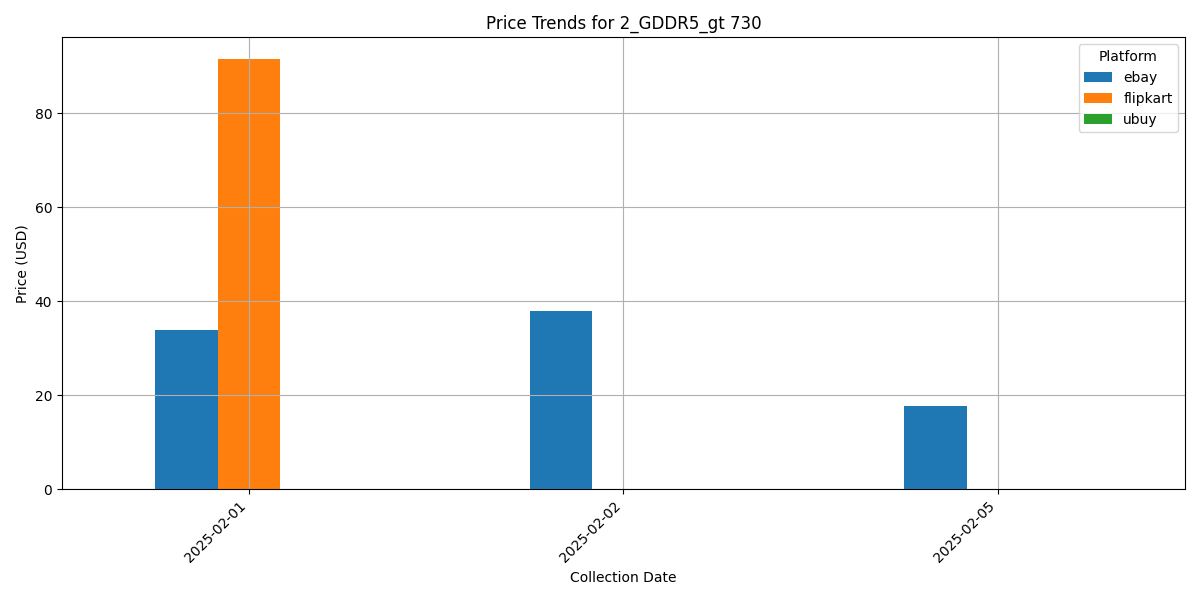 Price Trends for 2_GDDR5_gt 730
Platform
ebay
flipkart
ubuy
Price (USD)
80
60
40
20
0
2025-02-01
2025-02-02
2025-02-05
Collection Date